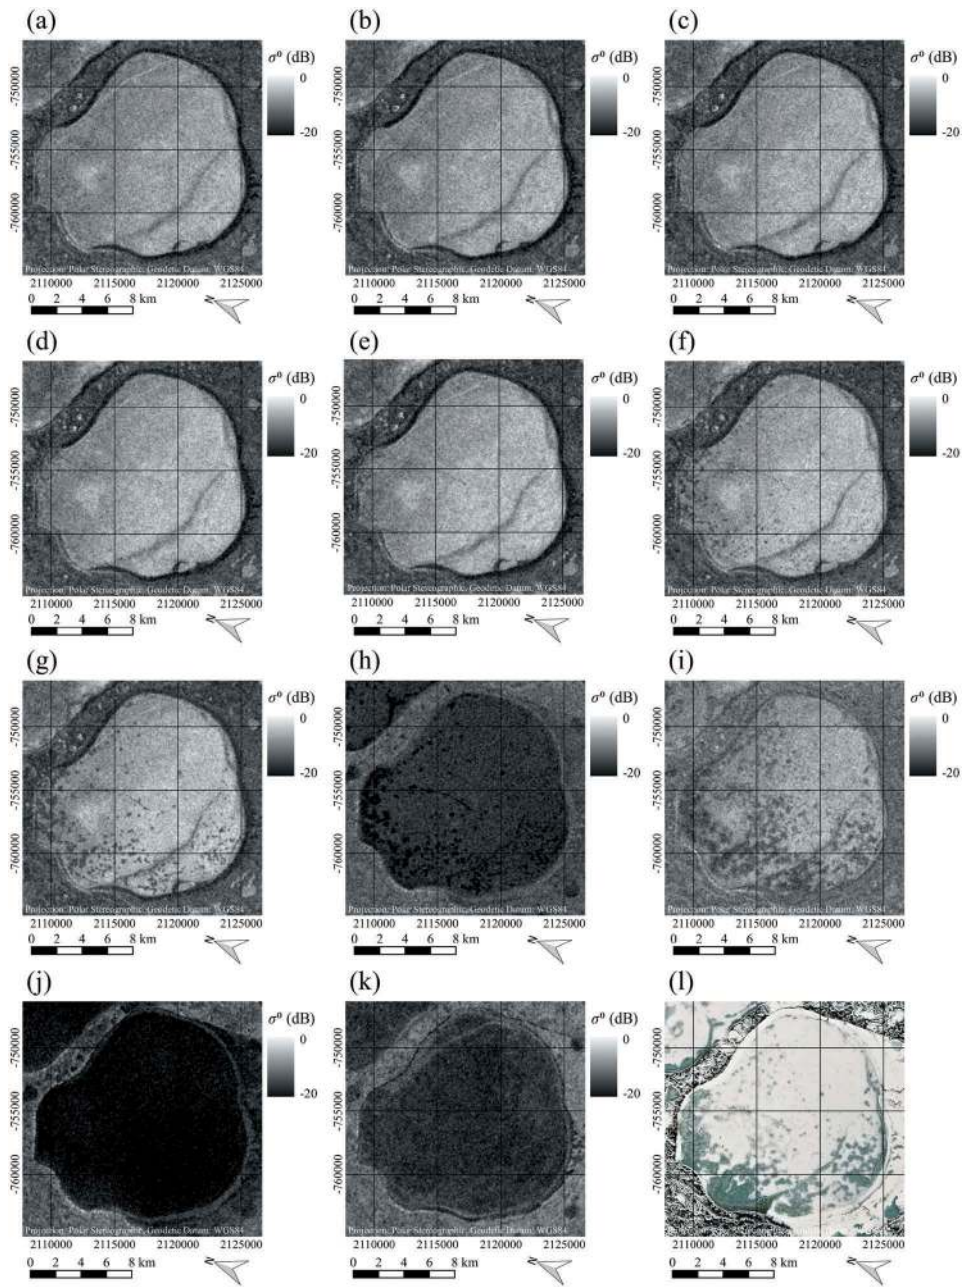 (a)
(b)
(c)
σ⁰ (dB)
0
-20
-750000
-755000
-760000
Projection: Polar Stereographic, Geodetic Datum: WGS84
2110000 2115000 2120000 2125000
0 2 4 6 8 km
N
σ⁰ (dB)
0
-20
-750000
-755000
-760000
Projection: Polar Stereographic, Geodetic Datum: WGS84
2110000 2115000 2120000 2125000
0 2 4 6 8 km
N
σ⁰ (dB)
0
-20
-750000
-755000
-760000
Projection: Polar Stereographic, Geodetic Datum: WGS84
2110000 2115000 2120000 2125000
0 2 4 6 8 km
N
(d)
(e)
(f)
σ⁰ (dB)
0
-20
-750000
-755000
-760000
Projection: Polar Stereographic, Geodetic Datum: WGS84
2110000 2115000 2120000 2125000
0 2 4 6 8 km
N
σ⁰ (dB)
0
-20
-750000
-755000
-760000
Projection: Polar Stereographic, Geodetic Datum: WGS84
2110000 2115000 2120000 2125000
0 2 4 6 8 km
N
σ⁰ (dB)
0
-20
-750000
-755000
-760000
Projection: Polar Stereographic, Geodetic Datum: WGS84
2110000 2115000 2120000 2125000
0 2 4 6 8 km
N
(g)
(h)
(i)
σ⁰ (dB)
0
-20
-750000
-755000
-760000
Projection: Polar Stereographic, Geodetic Datum: WGS84
2110000 2115000 2120000 2125000
0 2 4 6 8 km
N
σ⁰ (dB)
0
-20
-750000
-755000
-760000
Projection: Polar Stereographic, Geodetic Datum: WGS84
2110000 2115000 2120000 2125000
0 2 4 6 8 km
N
σ⁰ (dB)
0
-20
-750000
-755000
-760000
Projection: Polar Stereographic, Geodetic Datum: WGS84
2110000 2115000 2120000 2125000
0 2 4 6 8 km
N
(j)
(k)
(l)
σ⁰ (dB)
0
-20
-750000
-755000
-760000
Projection: Polar Stereographic, Geodetic Datum: WGS84
2110000 2115000 2120000 2125000
0 2 4 6 8 km
N
σ⁰ (dB)
0
-20
-750000
-755000
-760000
Projection: Polar Stereographic, Geodetic Datum: WGS84
2110000 2115000 2120000 2125000
0 2 4 6 8 km
N
-750000
-755000
-760000
2110000 2115000 2120000 2125000
0 2 4 6 8 km
N